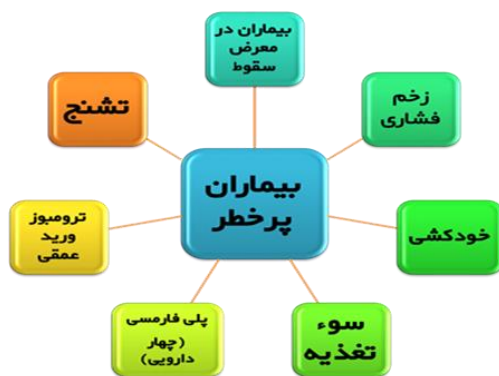 بیماران در
معرض
سقوط
زخم
فشاری
تشنج
بیماران
پرخطر
ترومبوز
ورید
عمقی
خودکشی
پلی فارمسی
(چهار
دارویی)
سوء
تغذیه